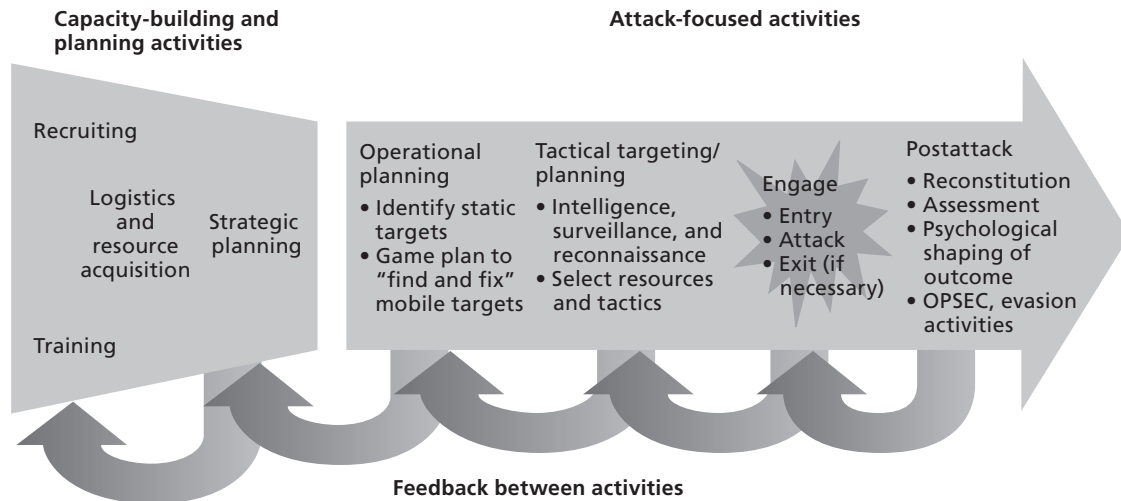 Capacity-building and
planning activities
Attack-focused activities
Recruiting
Logistics
and
resource
acquisition
Strategic
planning
Training
Operational
planning
• Identify static
targets
• Game plan to
“find and fix”
mobile targets
Tactical targeting/
planning
• Intelligence,
surveillance, and
reconnaissance
• Select resources
and tactics
Engage
• Entry
• Attack
• Exit (if
necessary)
Postattack
• Reconstitution
• Assessment
• Psychological
shaping of
outcome
• OPSEC, evasion
activities
Feedback between activities